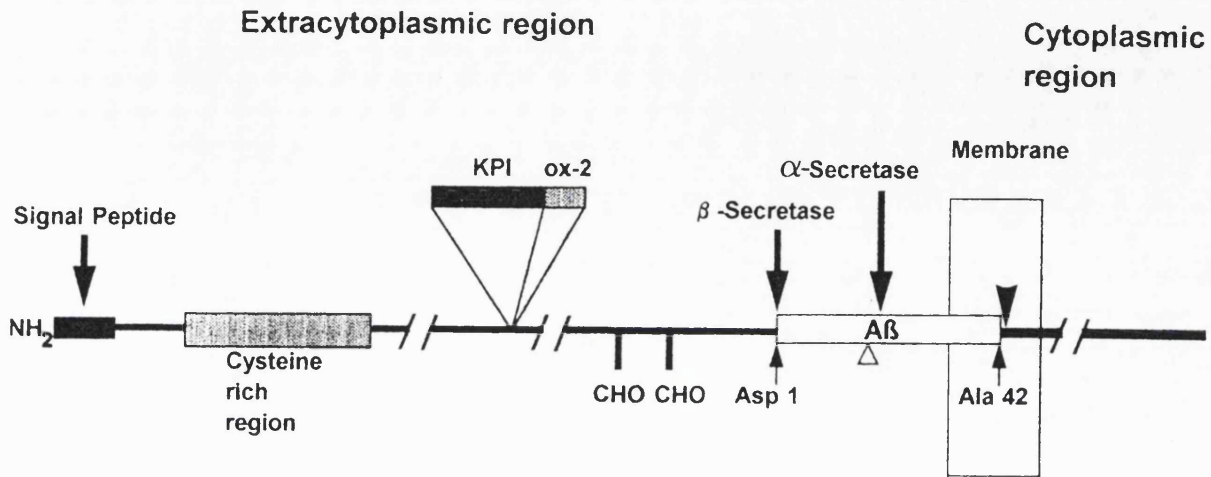 Extracytoplasmic region
Cytoplasmic
region
KPI ox-2
Membrane
α-Secretase
Signal Peptide
β -Secretase
NH2
Aß
Cysteine
rich
region
CHO CHO
Asp 1
Ala 42